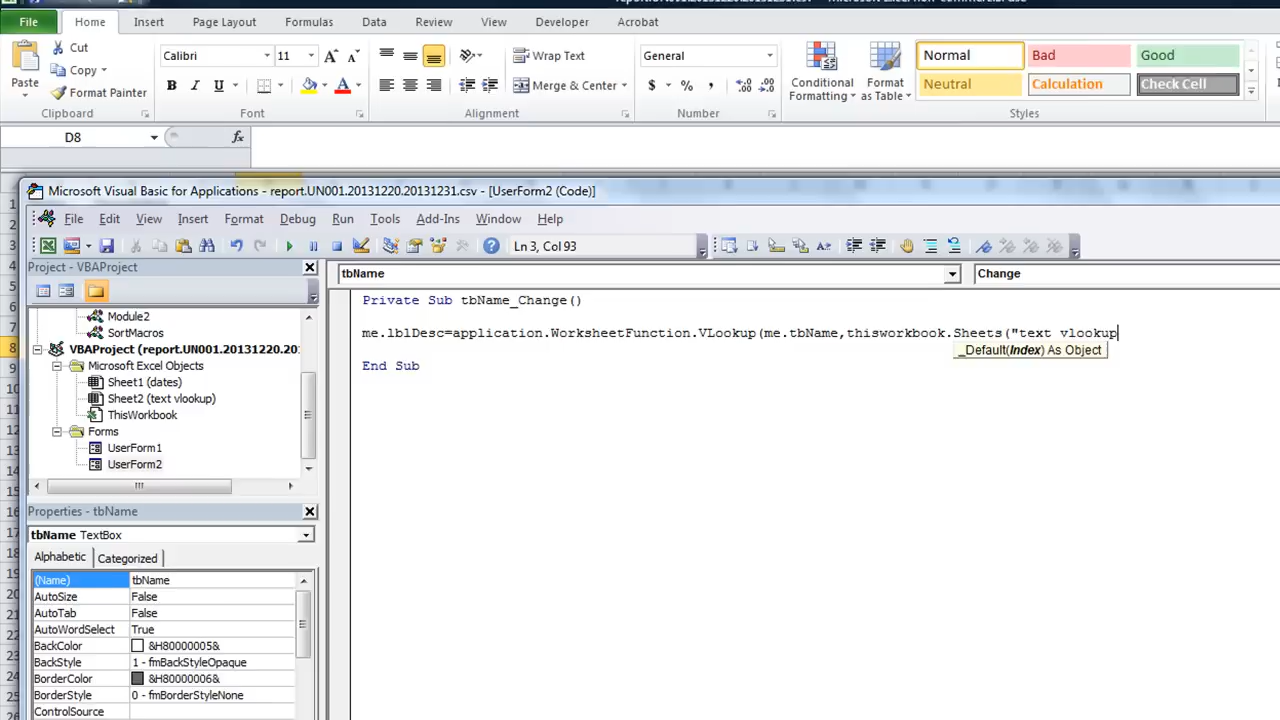 File Home Insert Page Layout Formulas Data Review View Developer Acrobat
Paste Cut Copy Format Painter
Calibri 11
B I U A A A
Wrap Text
Merge & Center
General
$ % ,
Conditional Formatting
Format as Table
Normal Bad Good
Neutral Calculation Check Cell
Clipboard Font Alignment Number Styles
D8 fx
Microsoft Visual Basic for Applications - report.UN001.20131220.20131231.csv - [UserForm2 (Code)]
File Edit View Insert Format Debug Run Tools Add-Ins Window Help
Ln 3, Col 93
Project - VBAProject
Module2
SortMacros
VBAProject (report.UN001.20131220.20
Microsoft Excel Objects
Sheet1 (dates)
Sheet2 (text vlookup)
ThisWorkbook
Forms
UserForm1
UserForm2
tbName Change
Private Sub tbName_Change()
me.lblDesc=application.WorksheetFunction.VLookup(me.tbName,thisworkbook.Sheets("text vlookup
_Default(Index) As Object
End Sub
Properties - tbName
tbName TextBox
Alphabetic Categorized
(Name) tbName
AutoSize False
AutoTab False
AutoWordSelect True
BackColor &H80000005&
BackStyle 1 - fmBackStyleOpaque
BorderColor &H80000006&
BorderStyle 0 - fmBorderStyleNone
ColorSource